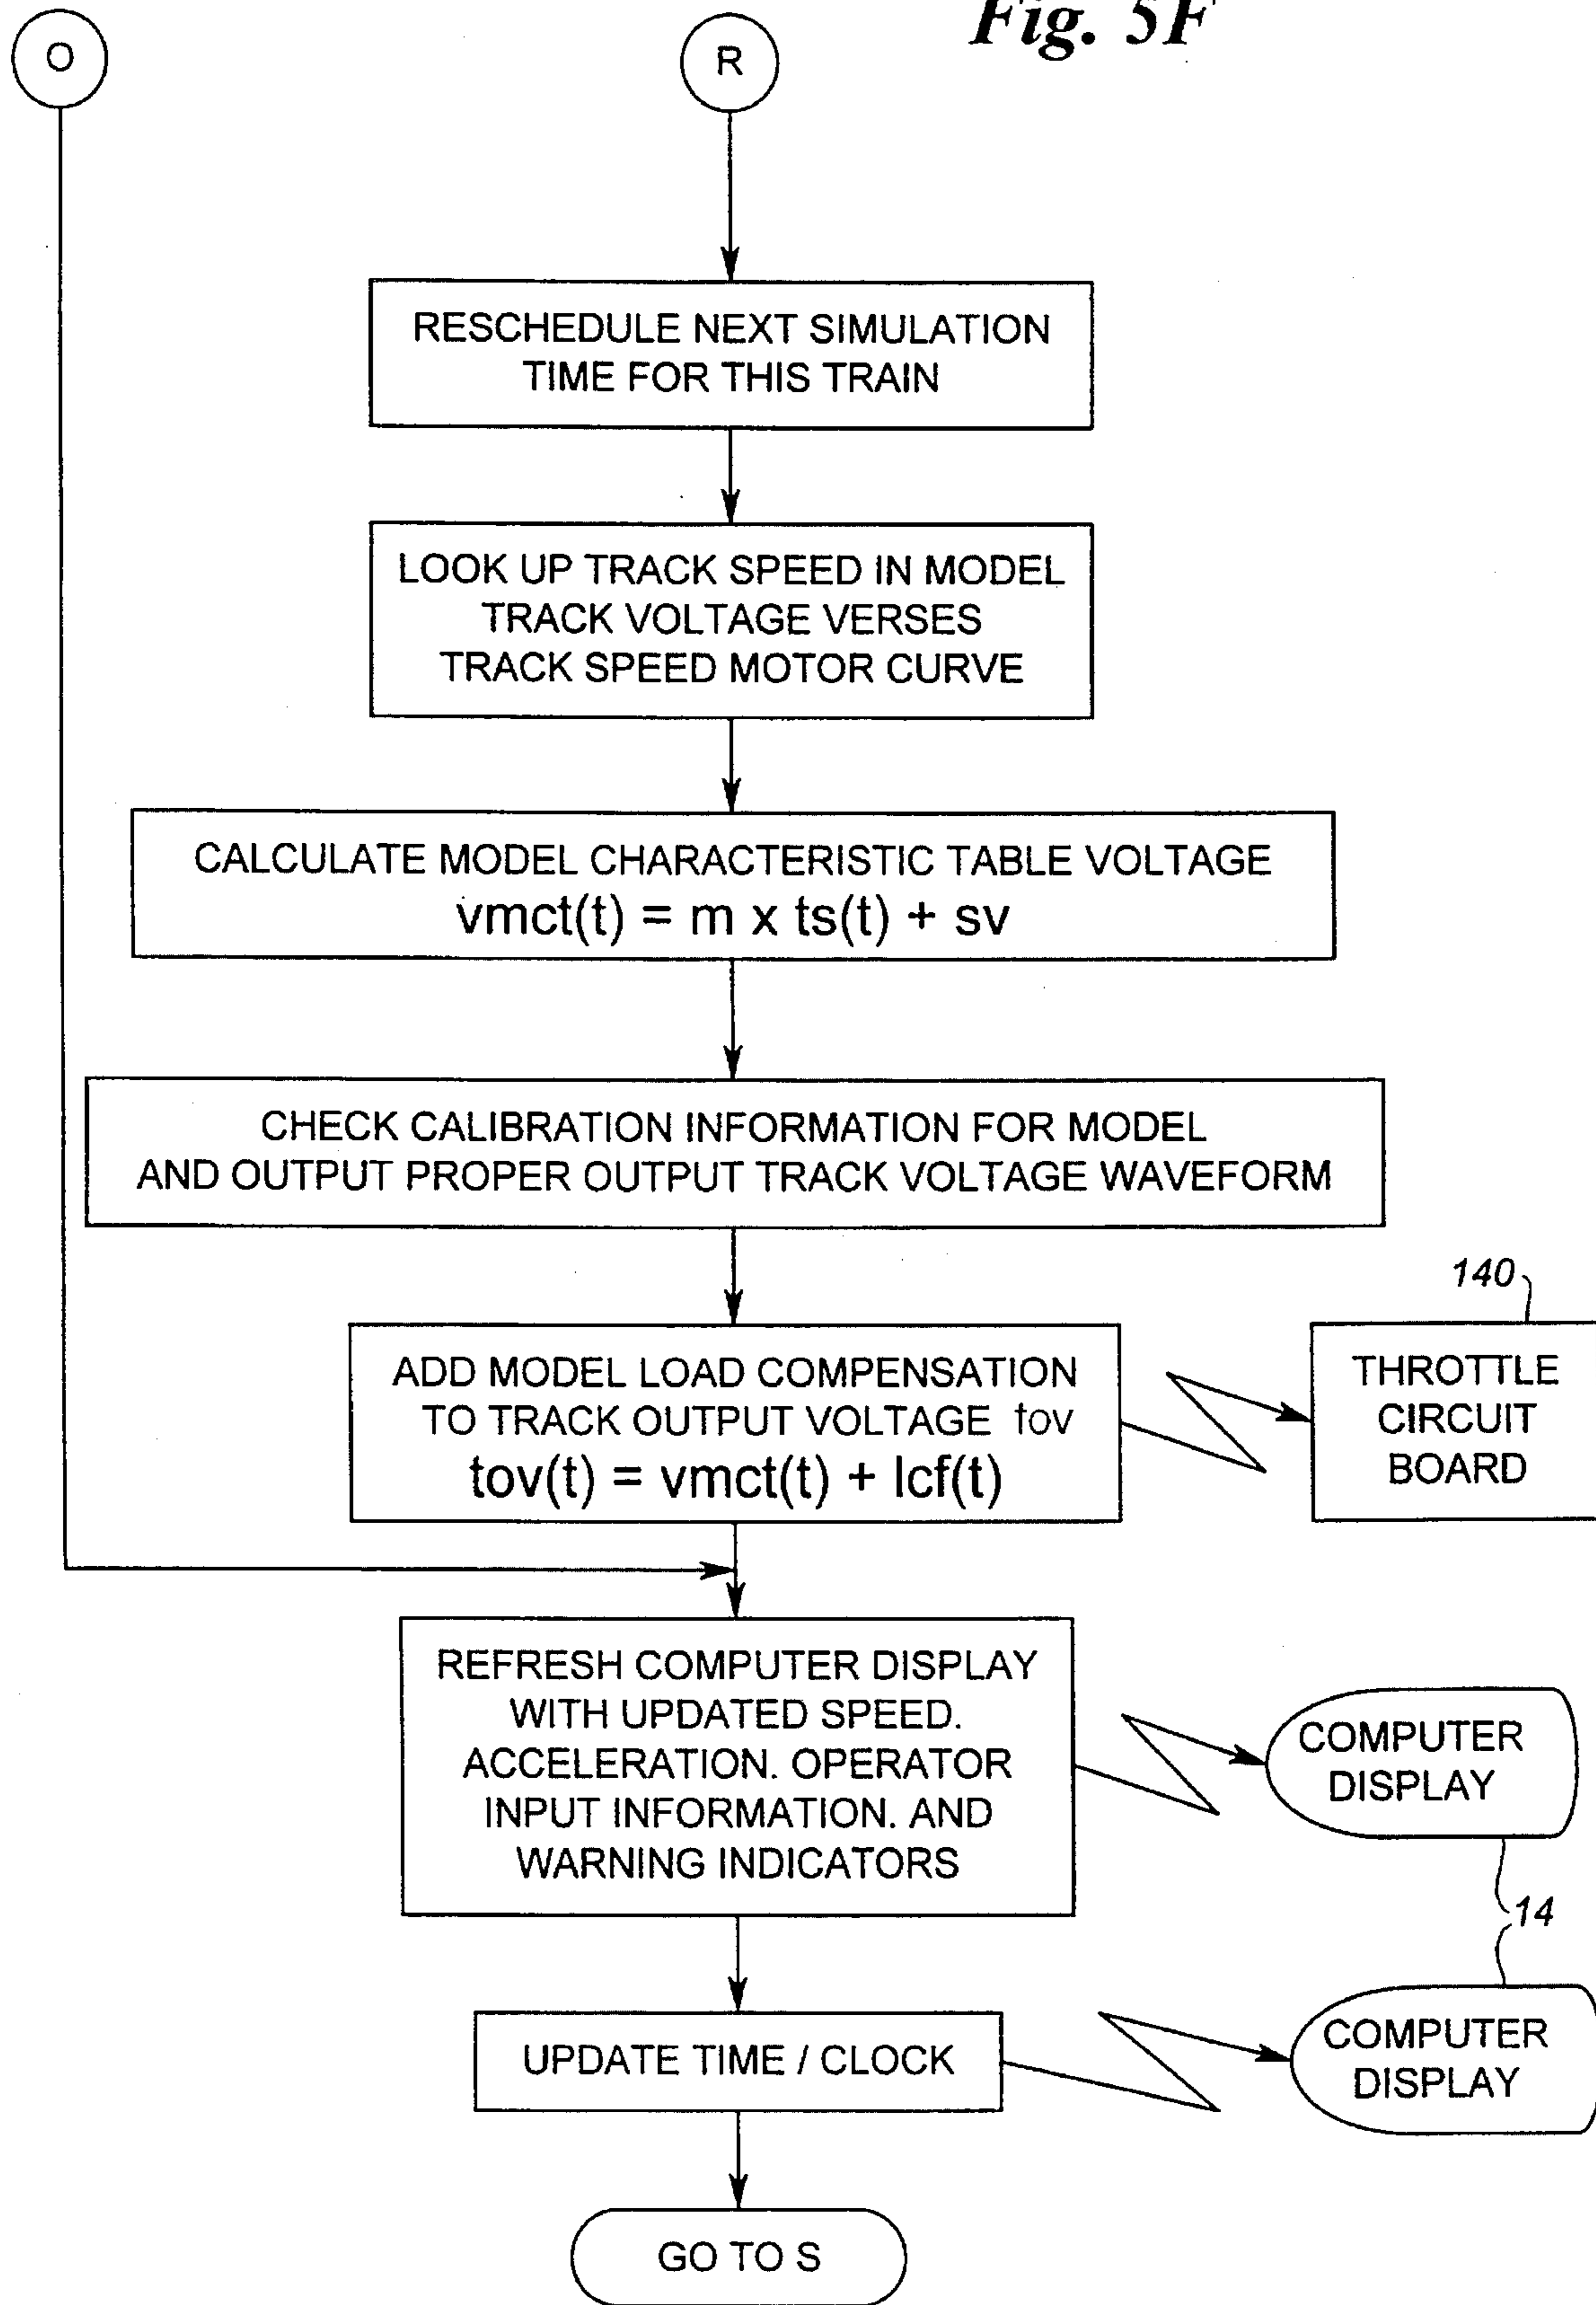 Fig. 5F
O
R
RESCHEDULE NEXT SIMULATION
TIME FOR THIS TRAIN
LOOK UP TRACK SPEED IN MODEL
TRACK VOLTAGE VERSES
TRACK SPEED MOTOR CURVE
CALCULATE MODEL CHARACTERISTIC TABLE VOLTAGE
vmct(t) = m x ts(t) + sv
CHECK CALIBRATION INFORMATION FOR MODEL
AND OUTPUT PROPER OUTPUT TRACK VOLTAGE WAVEFORM
ADD MODEL LOAD COMPENSATION
TO TRACK OUTPUT VOLTAGE tov
tov(t) = vmct(t) + lcf(t)
140
THROTTLE
CIRCUIT
BOARD
REFRESH COMPUTER DISPLAY
WITH UPDATED SPEED.
ACCELERATION. OPERATOR
INPUT INFORMATION. AND
WARNING INDICATORS
COMPUTER
DISPLAY
14
UPDATE TIME / CLOCK
COMPUTER
DISPLAY
GO TO S